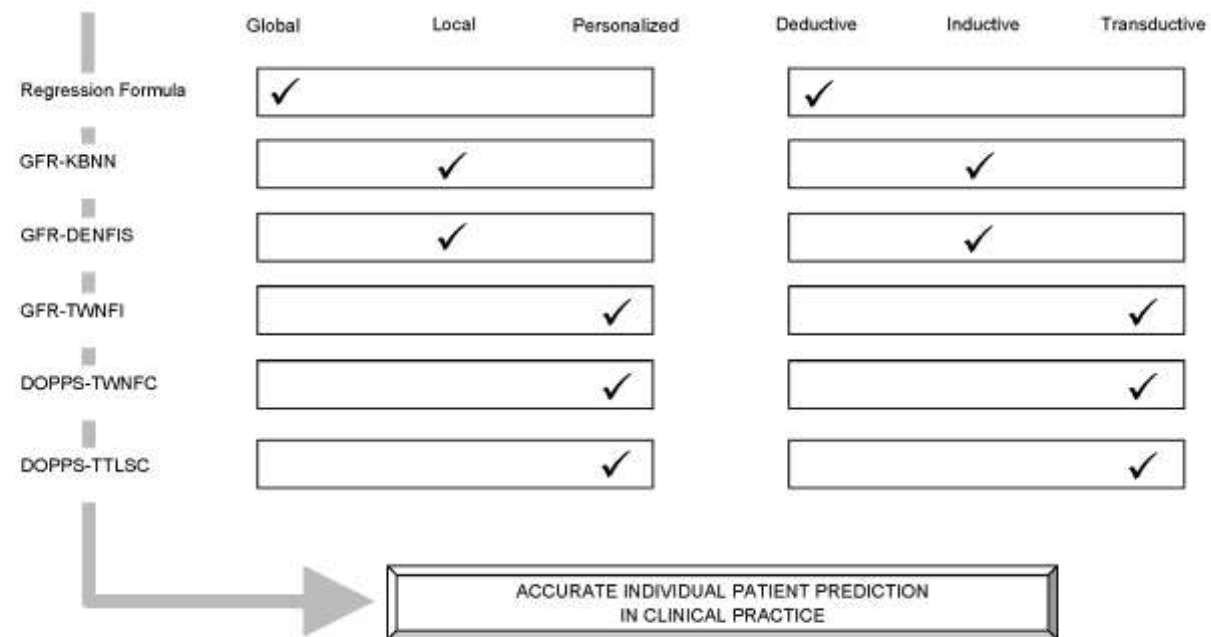 Global Local Personalized Deductive Inductive Transductive
Regression Formula ✓ ✓
GFR-KBNN ✓ ✓
GFR-DENFIS ✓ ✓
GFR-TWNFI ✓ ✓
DOPPS-TWNFC ✓ ✓
DOPPS-TTLSC ✓ ✓
ACCURATE INDIVIDUAL PATIENT PREDICTION
IN CLINICAL PRACTICE